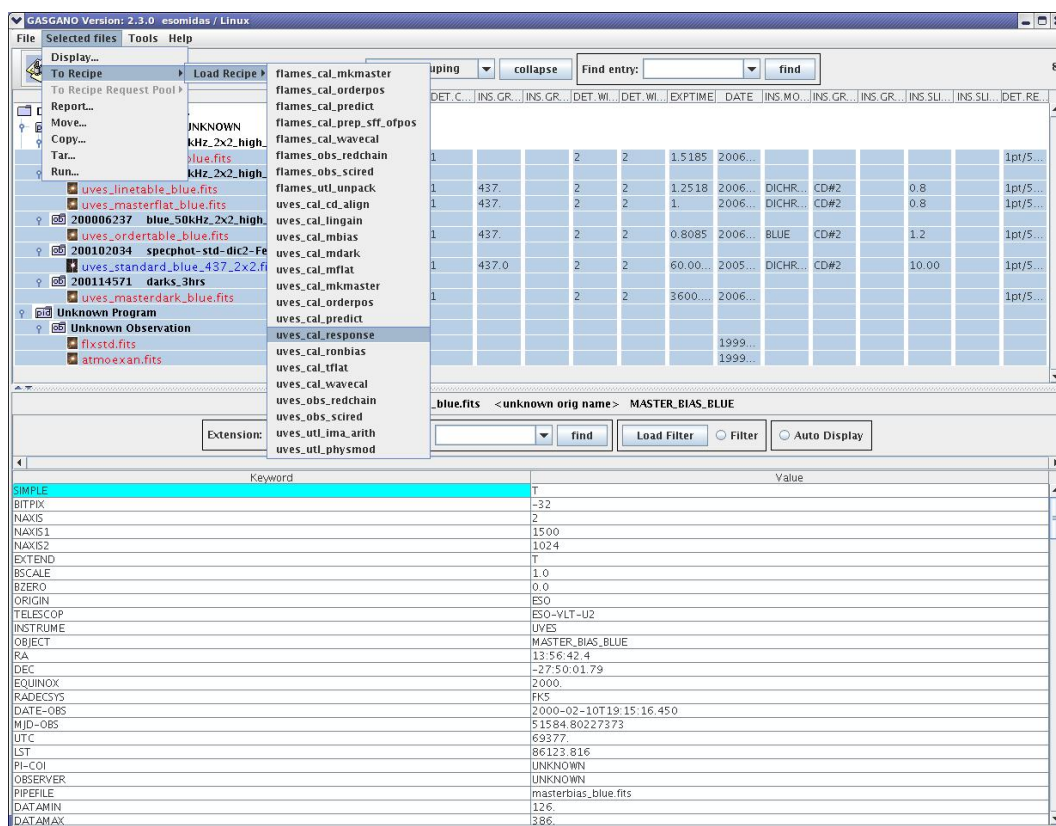 GASGANO Version: 2.3.0 esomidas / Linux
File Selected files Tools Help
Display...
To Recipe
To Recipe Request Pool
Report...
Move...
Copy...
Tar...
Run...
Load Recipe
flames_cal_mkmaster
flames_cal_orderpos
flames_cal_predict
flames_cal_prep_sff_ofpos
flames_cal_wavecal
flames_obs_redchain
flames_obs_scired
flames_utl_unpack
uves_cal_cd_align
uves_cal_lingain
uves_cal_mbias
uves_cal_mdark
uves_cal_mflat
uves_cal_mkmaster
uves_cal_orderpos
uves_cal_predict
uves_cal_response
uves_cal_ronbias
uves_cal_tflat
uves_cal_wavecal
uves_obs_redchain
uves_obs_scired
uves_utl_ima_arith
uves_utl_physmod
uping collapse Find entry: find
DET.C... INS.GR... INS.GR... DET.WI... DET.WI... EXPTIME DATE INS.MO... INS.GR... INS.GR... INS.SLI... INS.SLI... DET.RE...
NKNOWN
kHz_2x2_high_
blue.fits 1 2 2 1.5185 2006... 1pt/5...
kHz_2x2_high_
uves_linetable_blue.fits 1 437. 2 2 1.2518 2006... DICHR... CD#2 0.8 1pt/5...
uves_masterflat_blue.fits 1 437. 2 2 1. 2006... DICHR... CD#2 0.8 1pt/5...
ob 200006237 blue_50kHz_2x2_high_
uves_ordertable_blue.fits 1 437. 2 2 0.8085 2006... BLUE CD#2 1.2 1pt/5...
ob 200102034 specphot-std-dic2-Fe
uves_standard_blue_437_2x2.fi 1 437.0 2 2 60.00... 2005... DICHR... CD#2 10.00 1pt/5...
ob 200114571 darks_3hrs
uves_masterdark_blue.fits 1 2 2 3600.... 2006... 1pt/5...
pid Unknown Program
ob Unknown Observation
flxstd.fits 1999...
atmoexan.fits 1999...
_blue.fits <unknown orig name> MASTER_BIAS_BLUE
Extension: find Load Filter Filter Auto Display
Keyword Value
SIMPLE T
BITPIX -32
NAXIS 2
NAXIS1 1500
NAXIS2 1024
EXTEND T
BSCALE 1.0
BZERO 0.0
ORIGIN ESO
TELESCOP ESO-VLT-U2
INSTRUME UVES
OBJECT MASTER_BIAS_BLUE
RA 13:56:42.4
DEC -27:50:01.79
EQUINOX 2000.
RADECSYS FK5
DATE-OBS 2000-02-10T19:15:16.450
MJD-OBS 51584.80227373
UTC 69377.
LST 86123.816
PI-COI UNKNOWN
OBSERVER UNKNOWN
PIPEFILE masterbias_blue.fits
DATAMIN 126.
DATAMAX 386.